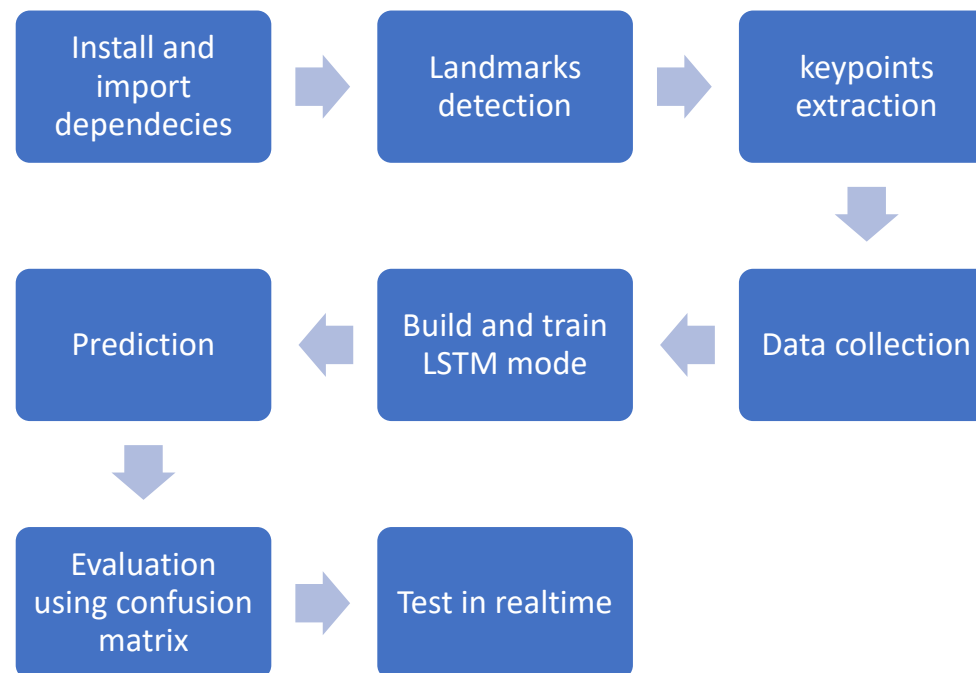 Install and
import
dependecies
Landmarks
detection
keypoints
extraction
Data collection
Build and train
LSTM mode
Prediction
Evaluation
using confusion
matrix
Test in realtime